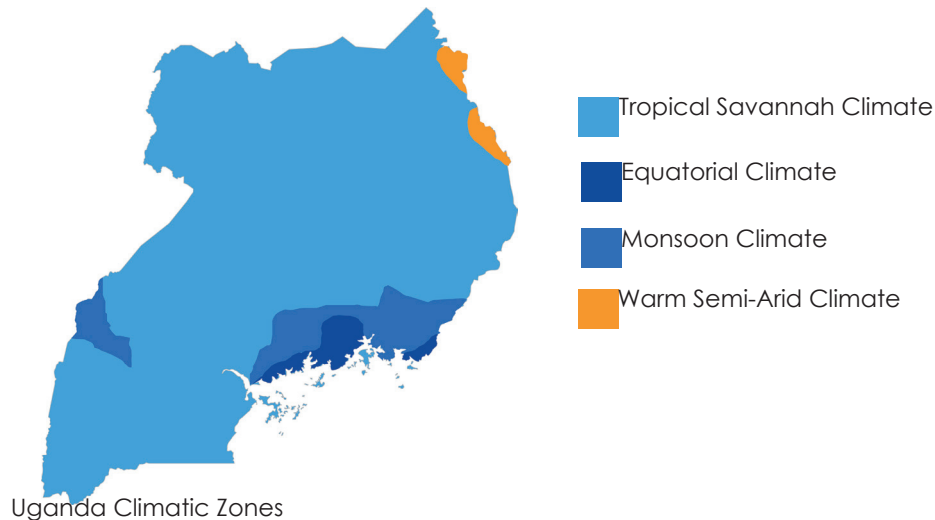 Tropical Savannah Climate
Equatorial Climate
Monsoon Climate
Warm Semi-Arid Climate
Uganda Climatic Zones